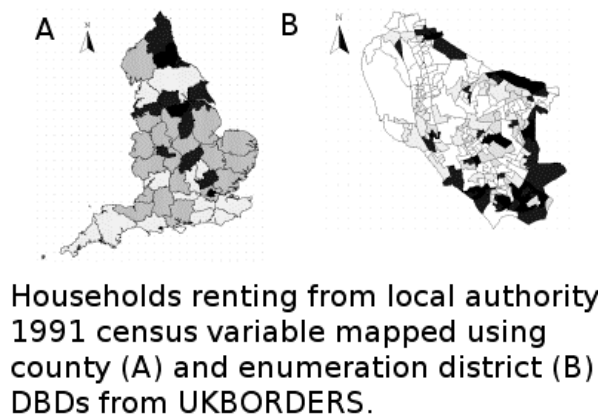 A
N
B
N
Households renting from local authority
1991 census variable mapped using
county (A) and enumeration district (B)
DBDs from UKBORDERS.